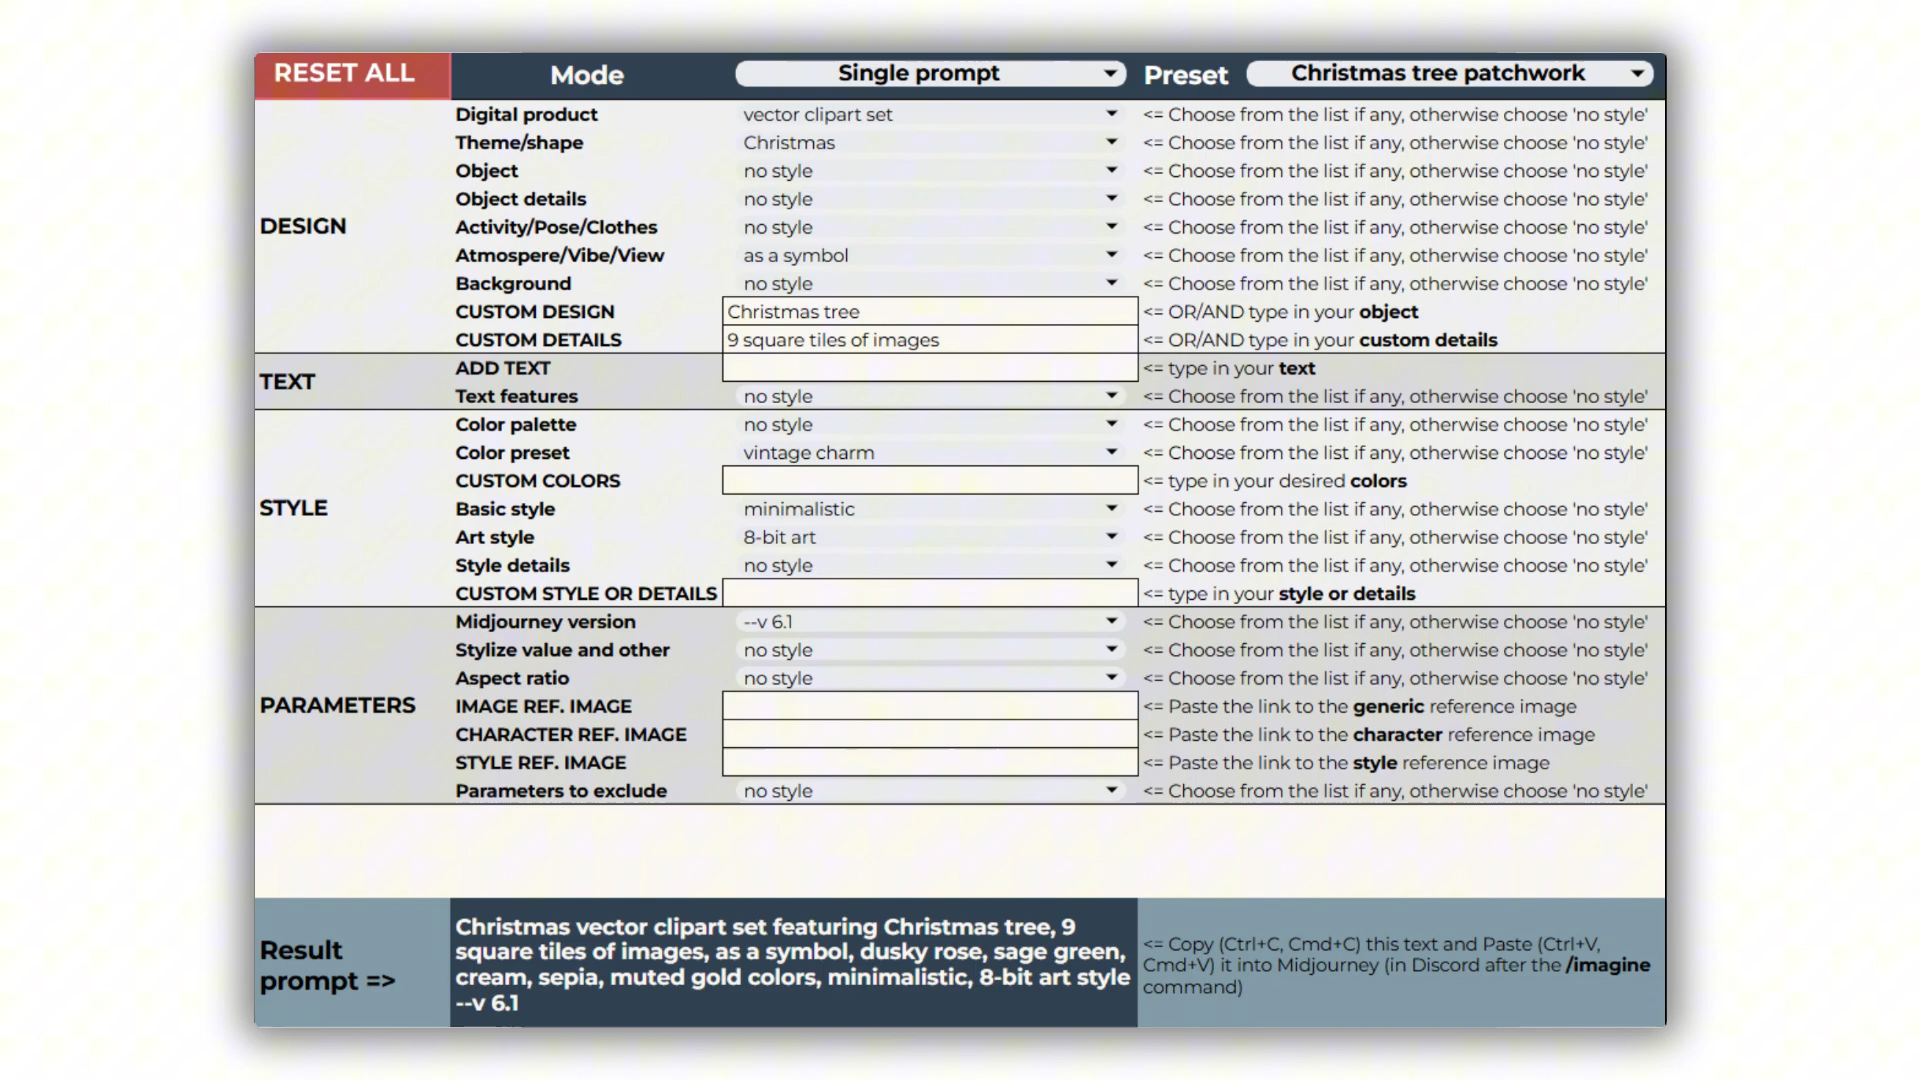 RESET ALL Mode Single prompt Preset Christmas tree patchwork
DESIGN
Digital product vector clipart set <= Choose from the list if any, otherwise choose 'no style'
Theme/shape Christmas <= Choose from the list if any, otherwise choose 'no style'
Object no style <= Choose from the list if any, otherwise choose 'no style'
Object details no style <= Choose from the list if any, otherwise choose 'no style'
Activity/Pose/Clothes no style <= Choose from the list if any, otherwise choose 'no style'
Atmospere/Vibe/View as a symbol <= Choose from the list if any, otherwise choose 'no style'
Background no style <= Choose from the list if any, otherwise choose 'no style'
CUSTOM DESIGN Christmas tree <= OR/AND type in your object
CUSTOM DETAILS 9 square tiles of images <= OR/AND type in your custom details
TEXT
ADD TEXT <= type in your text
Text features no style <= Choose from the list if any, otherwise choose 'no style'
STYLE
Color palette no style <= Choose from the list if any, otherwise choose 'no style'
Color preset vintage charm <= Choose from the list if any, otherwise choose 'no style'
CUSTOM COLORS <= type in your desired colors
Basic style minimalistic <= Choose from the list if any, otherwise choose 'no style'
Art style 8-bit art <= Choose from the list if any, otherwise choose 'no style'
Style details no style <= Choose from the list if any, otherwise choose 'no style'
CUSTOM STYLE OR DETAILS <= type in your style or details
PARAMETERS
Midjourney version --v 6.1 <= Choose from the list if any, otherwise choose 'no style'
Stylize value and other no style <= Choose from the list if any, otherwise choose 'no style'
Aspect ratio no style <= Choose from the list if any, otherwise choose 'no style'
IMAGE REF. IMAGE <= Paste the link to the generic reference image
CHARACTER REF. IMAGE <= Paste the link to the character reference image
STYLE REF. IMAGE <= Paste the link to the style reference image
Parameters to exclude no style <= Choose from the list if any, otherwise choose 'no style'
Result
prompt =>
Christmas vector clipart set featuring Christmas tree, 9
square tiles of images, as a symbol, dusky rose, sage green,
cream, sepia, muted gold colors, minimalistic, 8-bit art style
--v 6.1
<= Copy (Ctrl+C, Cmd+C) this text and Paste (Ctrl+V,
Cmd+V) it into Midjourney (in Discord after the /imagine
command)